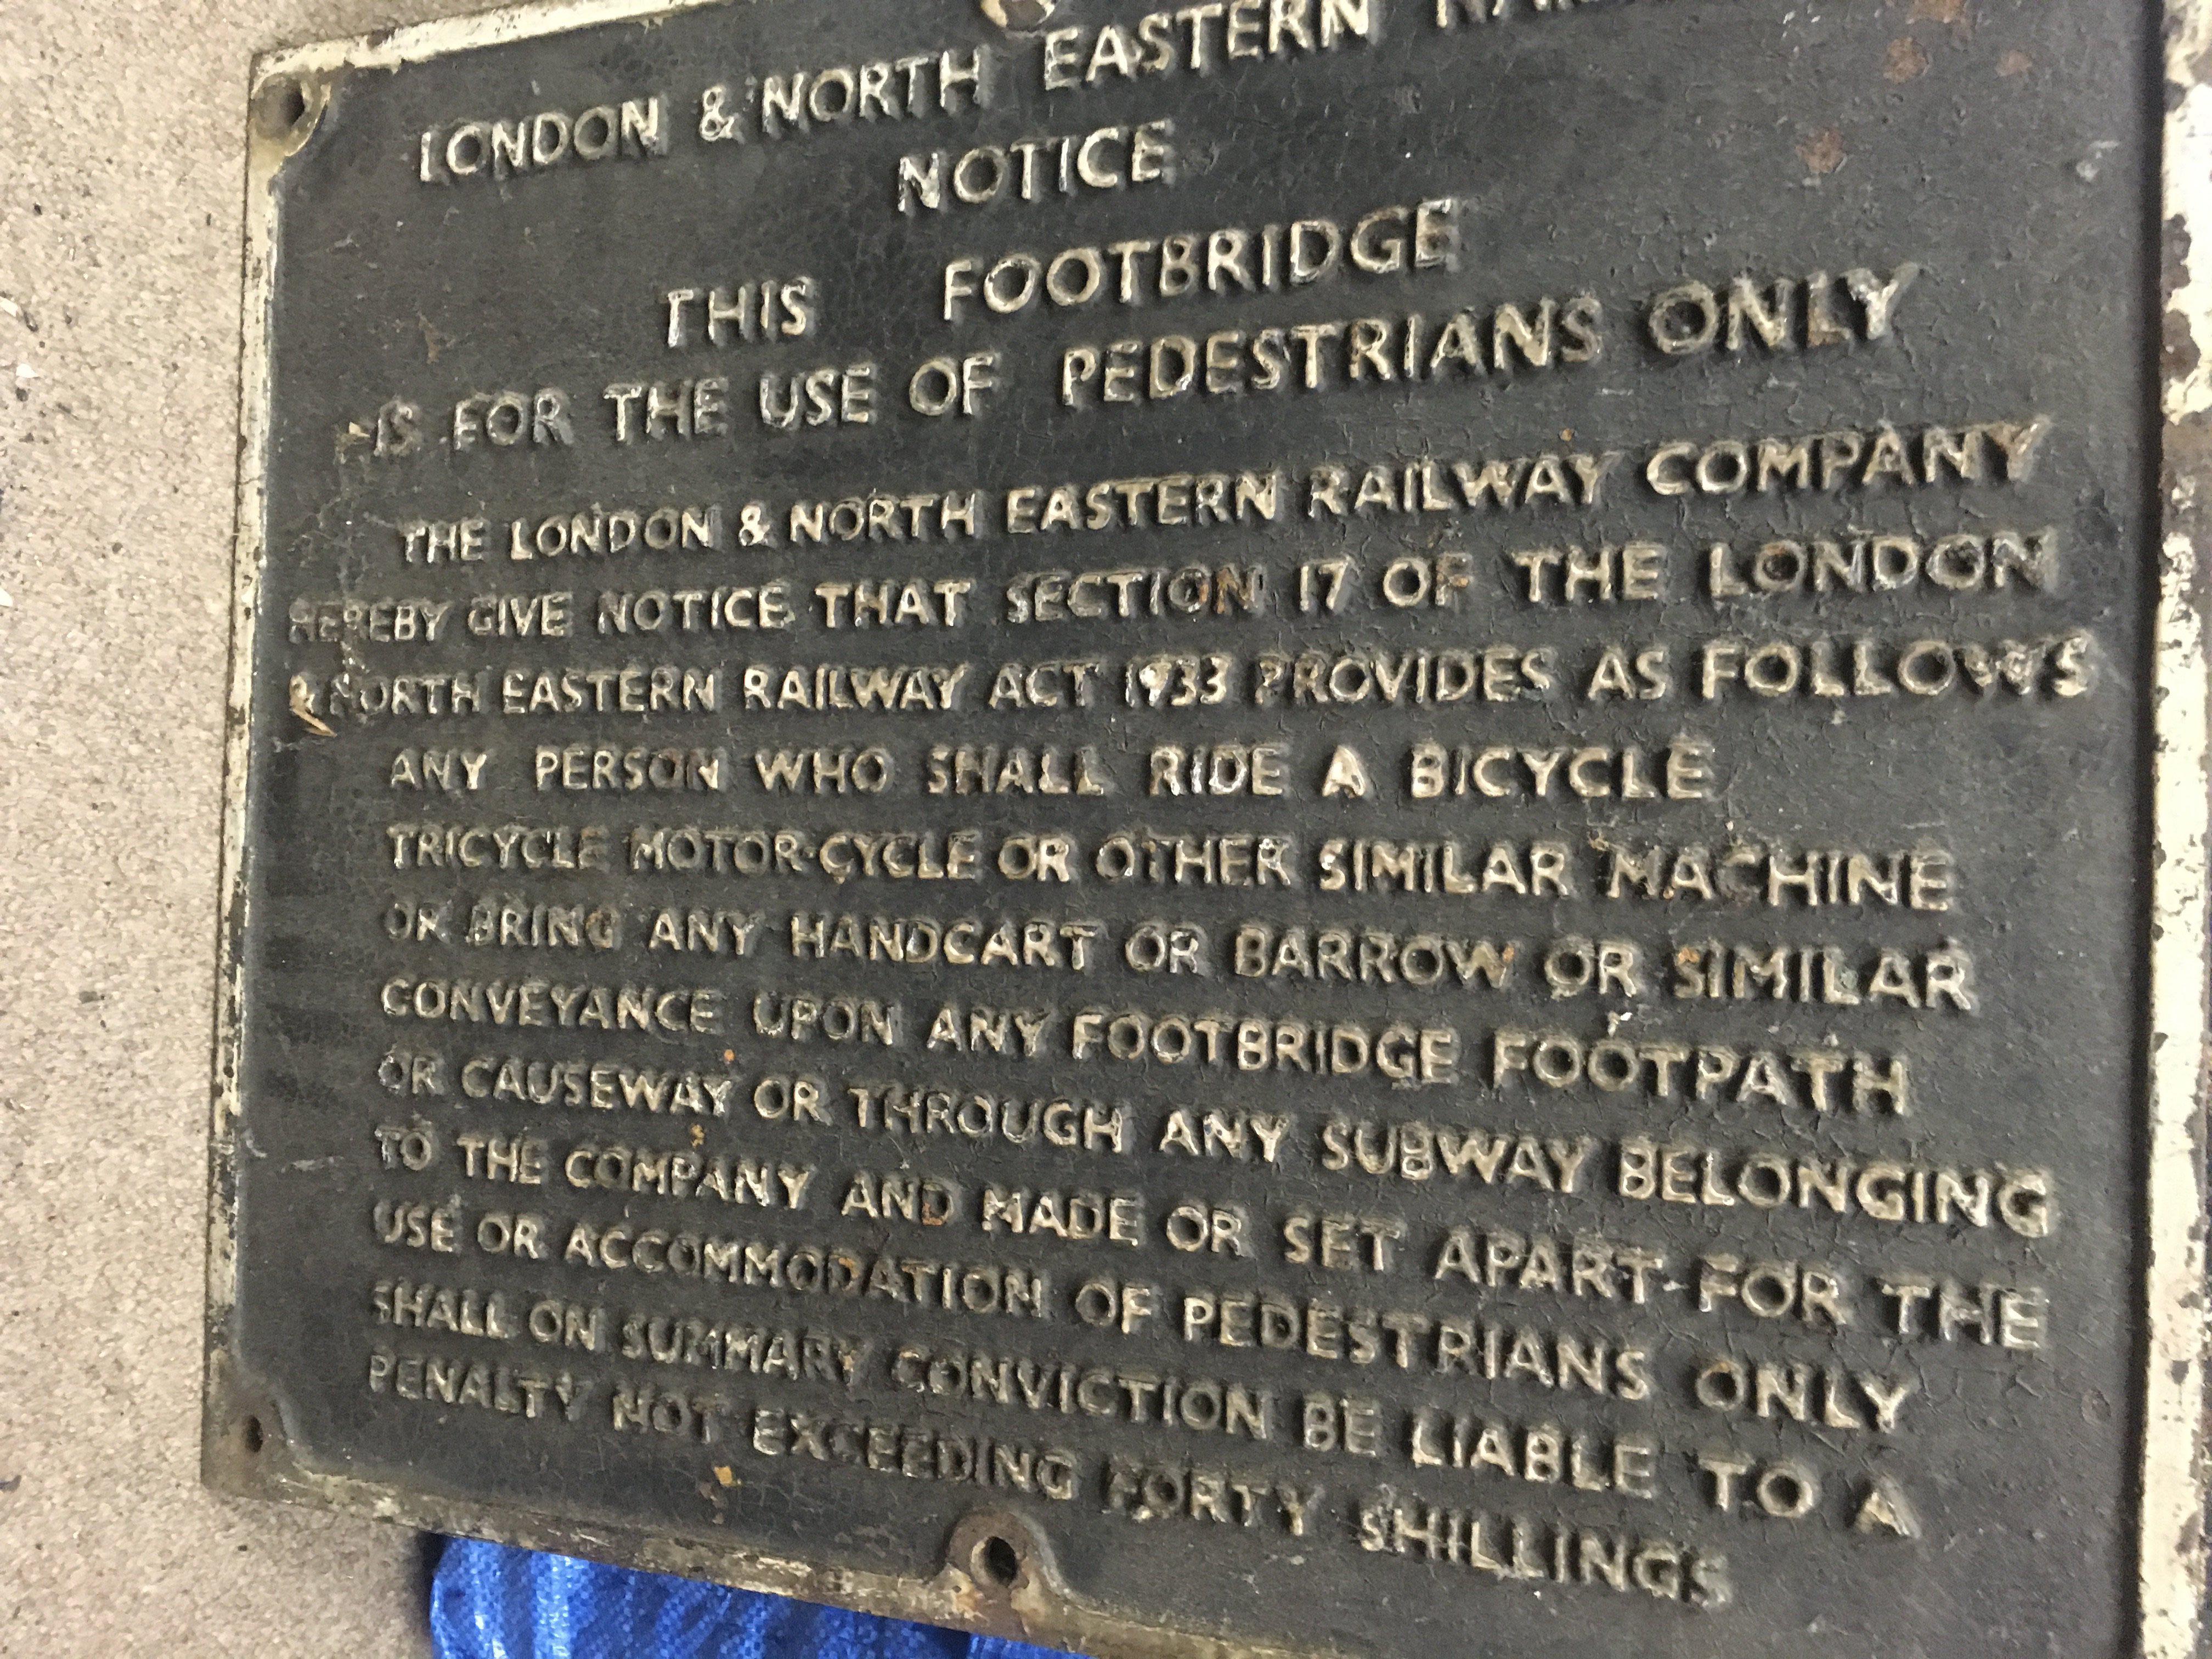 LONDON & NORTH EASTERN
NOTICE
THIS FOOTBRIDGE
IS FOR THE USE OF PEDESTRIANS ONLY
THE LONDON & NORTH EASTERN RAILWAY COMPANY
HEREBY GIVE NOTICE THAT SECTION 17 OF THE LONDON
& NORTH EASTERN RAILWAY ACT 1933 PROVIDES AS FOLLOWS
ANY PERSON WHO SHALL RIDE A BICYCLE
TRICYCLE MOTOR-CYCLE OR OTHER SIMILAR MACHINE
OR BRING ANY HANDCART OR BARROW OR SIMILAR
CONVEYANCE UPON ANY FOOTBRIDGE FOOTPATH
OR CAUSEWAY OR THROUGH ANY SUBWAY BELONGING
TO THE COMPANY AND MADE OR SET APART FOR THE
USE OR ACCOMMODATION OF PEDESTRIANS ONLY
SHALL ON SUMMARY CONVICTION BE LIABLE TO A
PENALTY NOT EXCEEDING FORTY SHILLINGS